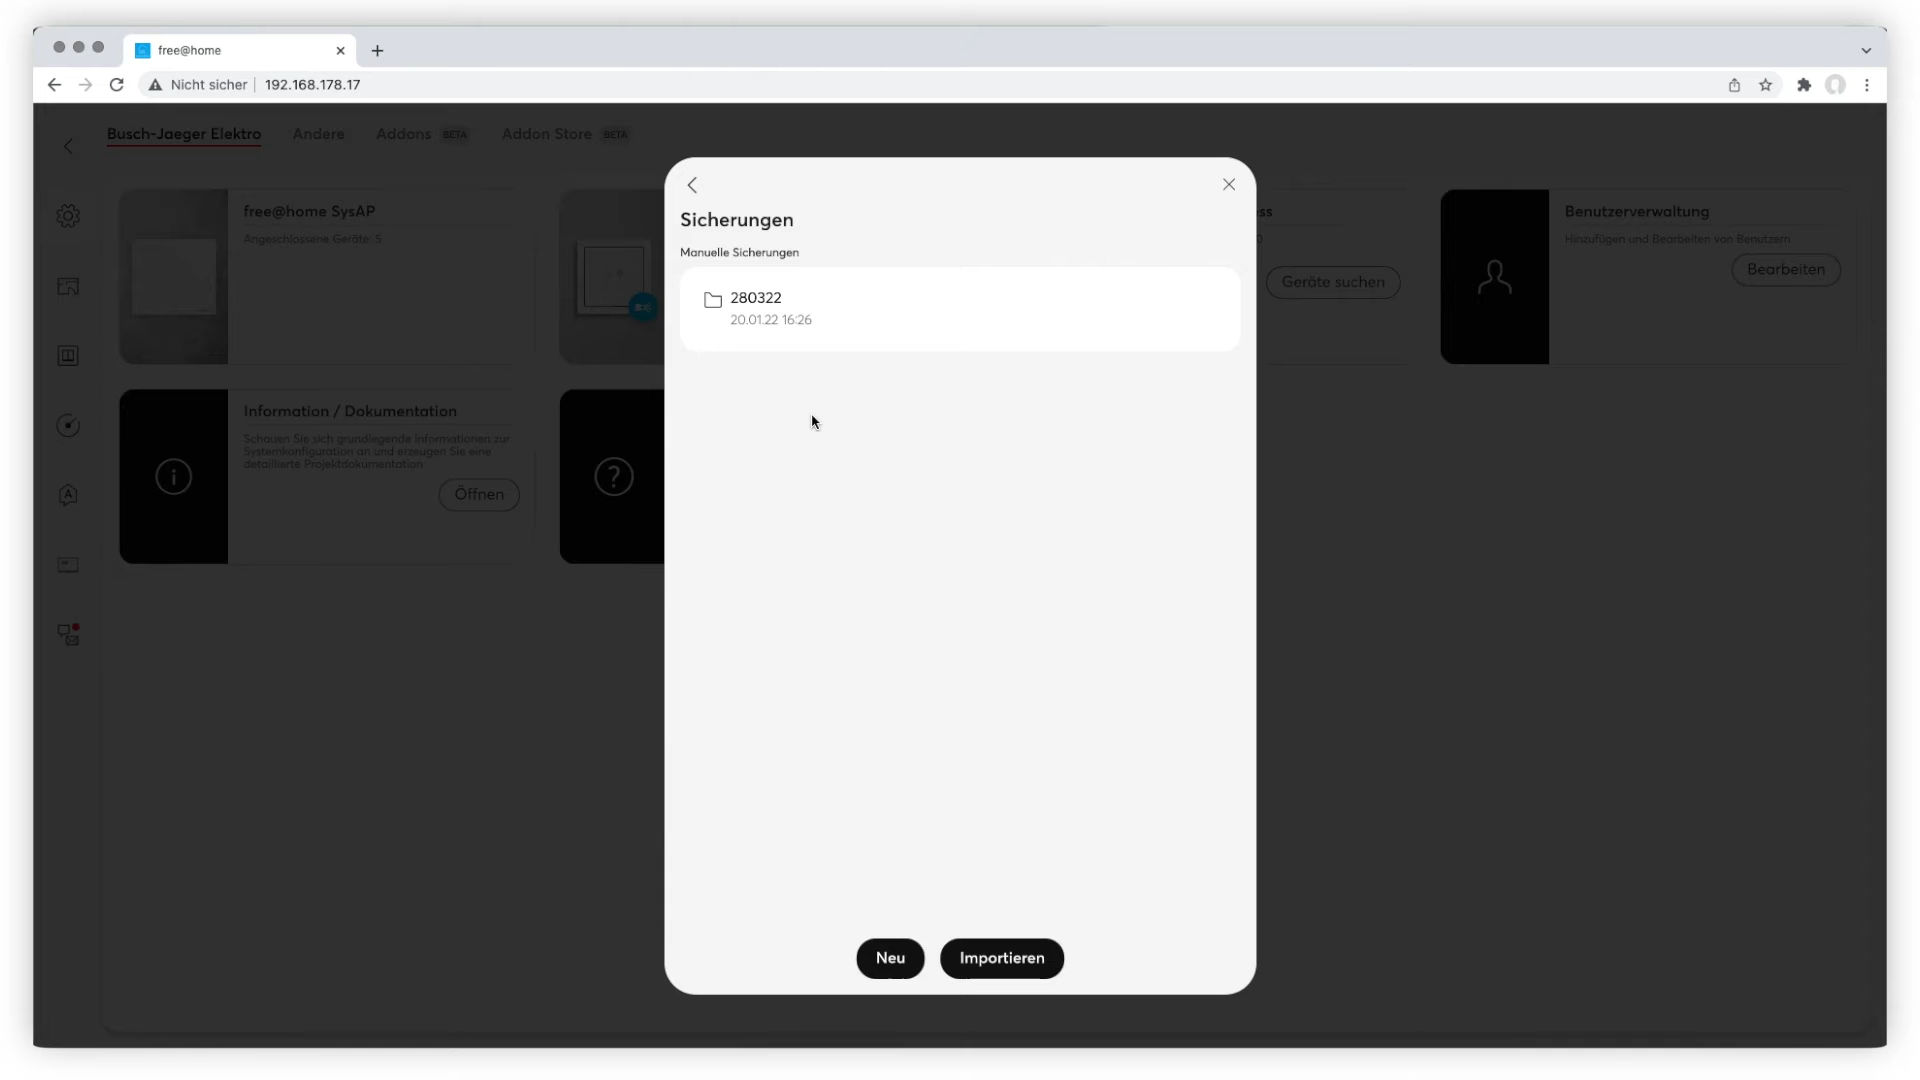 free@home
Nicht sicher
192.168.178.17
Busch-Jaeger Elektro
Andere
Addons BETA
Addon Store BETA
free@home SysAP
Angeschlossene Geräte: 5
Geräte suchen
Benutzerverwaltung
Hinzufügen und Bearbeiten von Benutzern
Bearbeiten
Information / Dokumentation
Schauen Sie sich grundlegende Informationen zur
Systemkonfiguration an und erzeugen Sie eine
detaillierte Projektdokumentation
Öffnen
Sicherungen
Manuelle Sicherungen
280322
20.01.22 16:26
Neu
Importieren